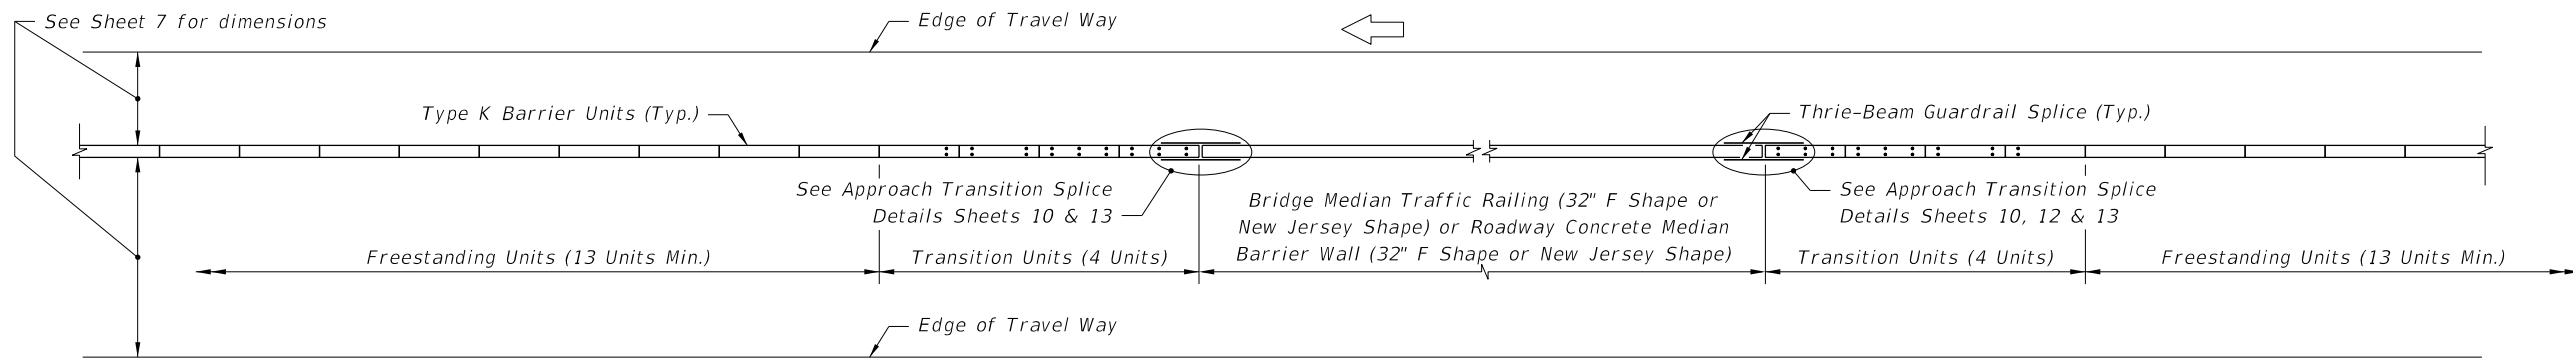 See Sheet 7 for dimensions
Edge of Travel Way
Type K Barrier Units (Typ.)
Thrie-Beam Guardrail Splice (Typ.)
See Approach Transition Splice
Details Sheets 10 & 13
Bridge Median Traffic Railing (32" F Shape or
New Jersey Shape) or Roadway Concrete Median
Barrier Wall (32" F Shape or New Jersey Shape)
See Approach Transition Splice
Details Sheets 10, 12 & 13
Freestanding Units (13 Units Min.)
Transition Units (4 Units)
Transition Units (4 Units)
Freestanding Units (13 Units Min.)
Edge of Travel Way